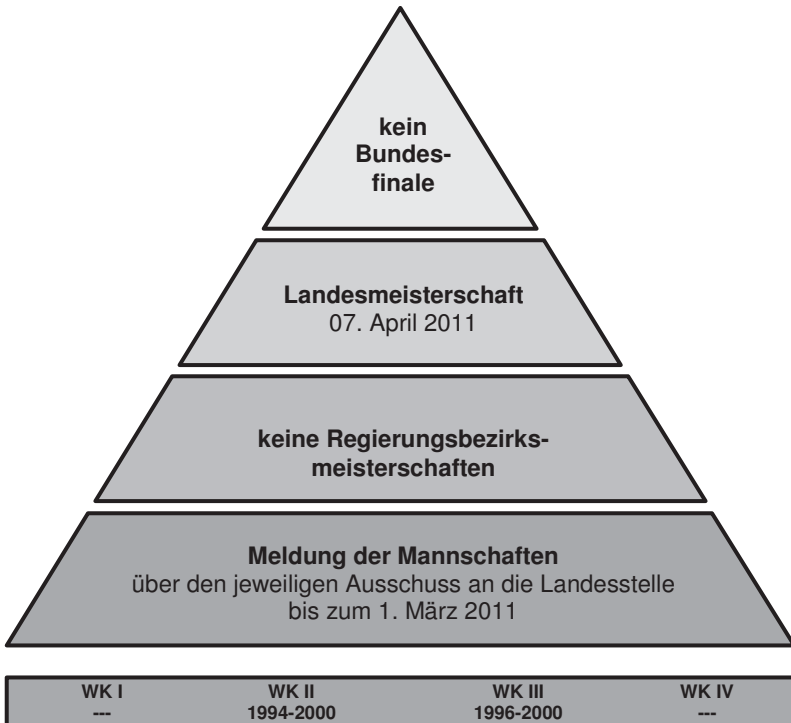 kein
Bundes-
finale
Landesmeisterschaft
07. April 2011
keine Regierungsbezirks-
meisterschaften
Meldung der Mannschaften
über den jeweiligen Ausschuss an die Landesstelle
bis zum 1. März 2011
WK I WK II WK III WK IV
--- 1994-2000 1996-2000 ---